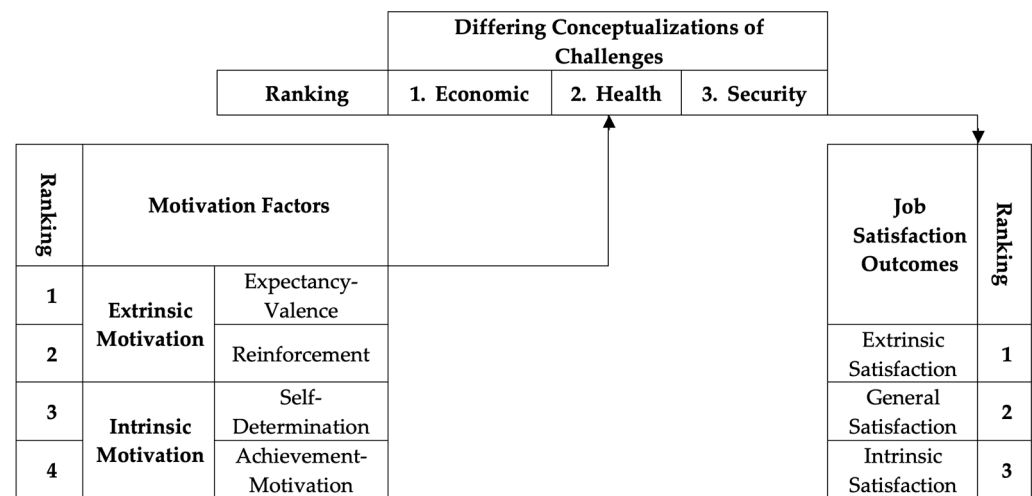 Differing Conceptualizations of
Challenges
Ranking
1. Economic
2. Health
3. Security
Ranking
Motivation Factors
1
Extrinsic
Motivation
Expectancy-
Valence
2
Reinforcement
3
Intrinsic
Motivation
Self-
Determination
4
Achievement-
Motivation
Job
Satisfaction
Outcomes
Ranking
Extrinsic
Satisfaction
1
General
Satisfaction
2
Intrinsic
Satisfaction
3